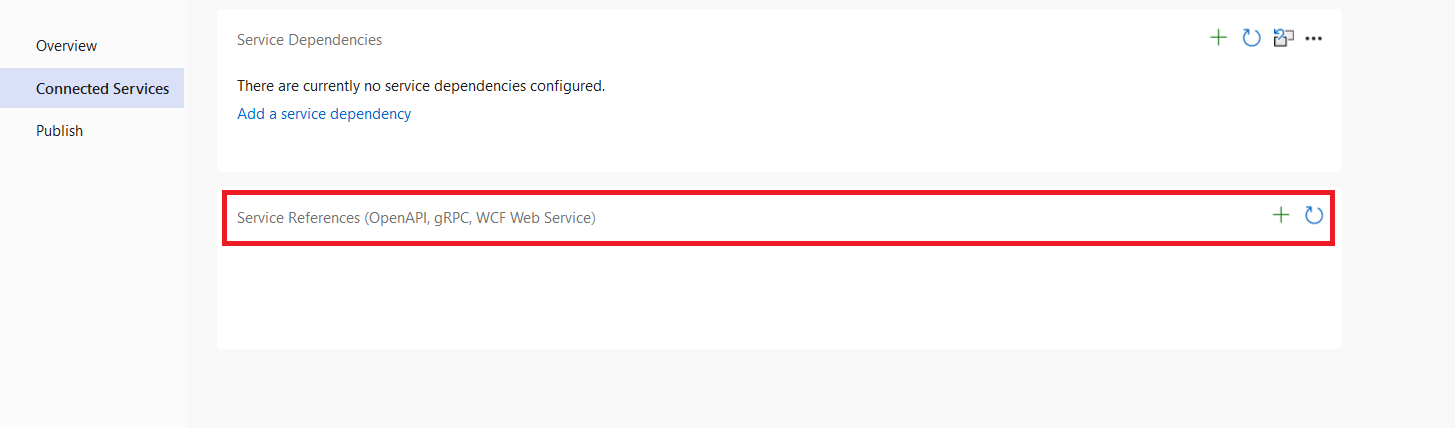 Overview
Connected Services
Publish
Service Dependencies
There are currently no service dependencies configured.
Add a service dependency
Service References (OpenAPI, gRPC, WCF Web Service)